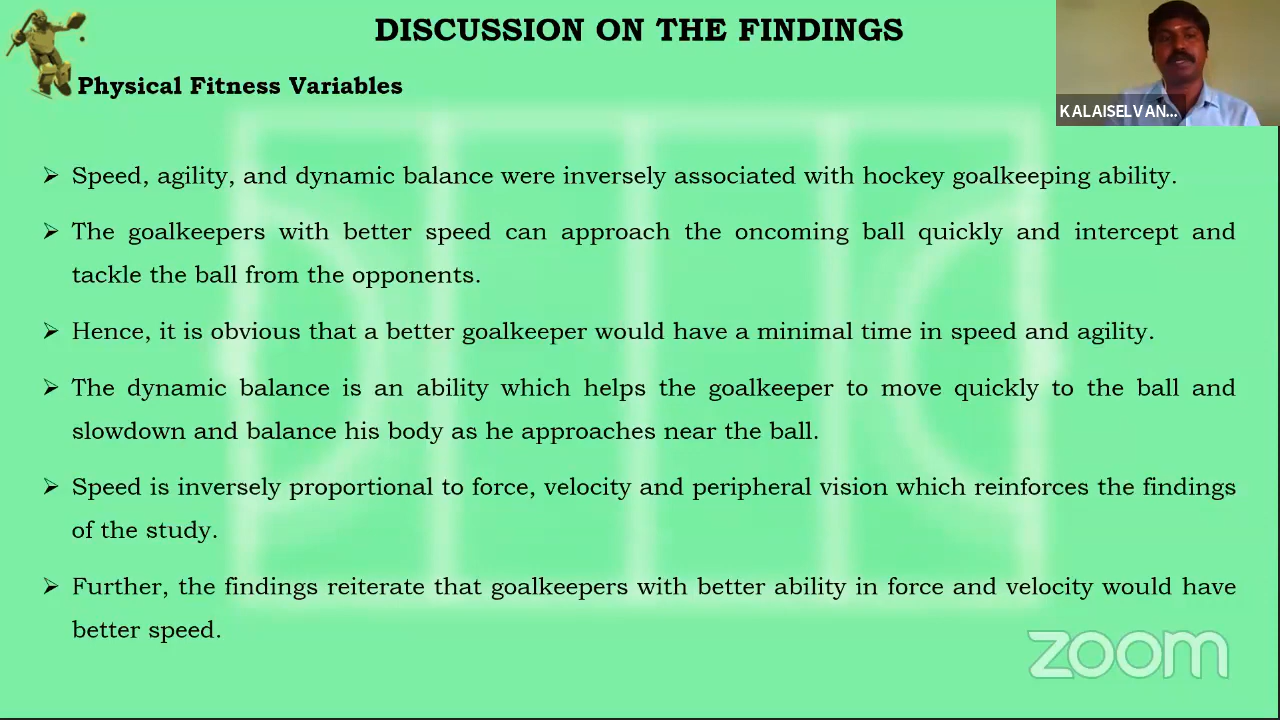 DISCUSSION ON THE FINDINGS
Physical Fitness Variables
KALAISELVAN...
Speed, agility, and dynamic balance were inversely associated with hockey goalkeeping ability.
The goalkeepers with better speed can approach the oncoming ball quickly and intercept and
tackle the ball from the opponents.
Hence, it is obvious that a better goalkeeper would have a minimal time in speed and agility.
The dynamic balance is an ability which helps the goalkeeper to move quickly to the ball and
slowdown and balance his body as he approaches near the ball.
Speed is inversely proportional to force, velocity and peripheral vision which reinforces the findings
of the study.
Further, the findings reiterate that goalkeepers with better ability in force and velocity would have
better speed.
zoom